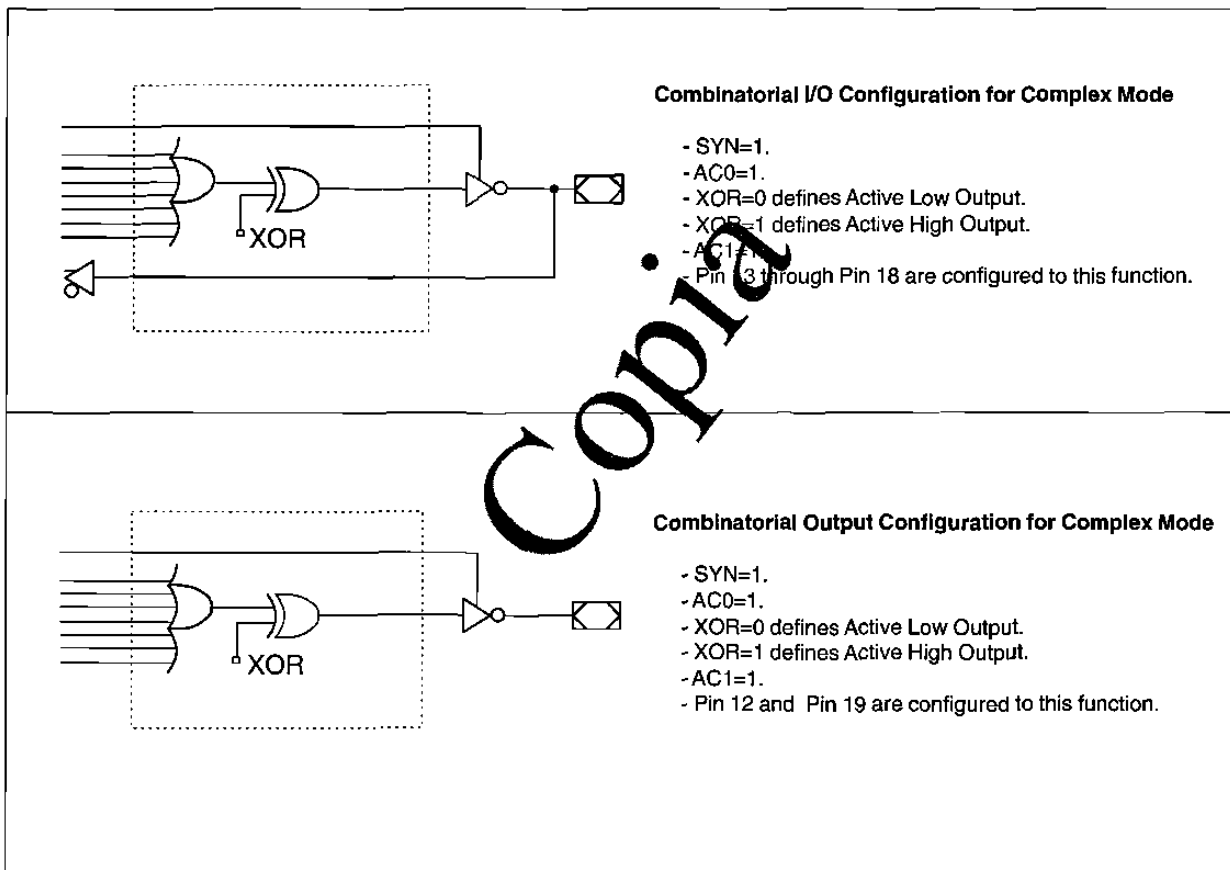 Combinatorial I/O Configuration for Complex Mode
- SYN=1.
- AC0=1.
- XOR=0 defines Active Low Output.
- XOR=1 defines Active High Output.
- AC1=1.
- Pin 13 through Pin 18 are configured to this function.
XOR
Copia
Combinatorial Output Configuration for Complex Mode
- SYN=1.
- AC0=1.
- XOR=0 defines Active Low Output.
- XOR=1 defines Active High Output.
- AC1=1.
- Pin 12 and Pin 19 are configured to this function.
XOR